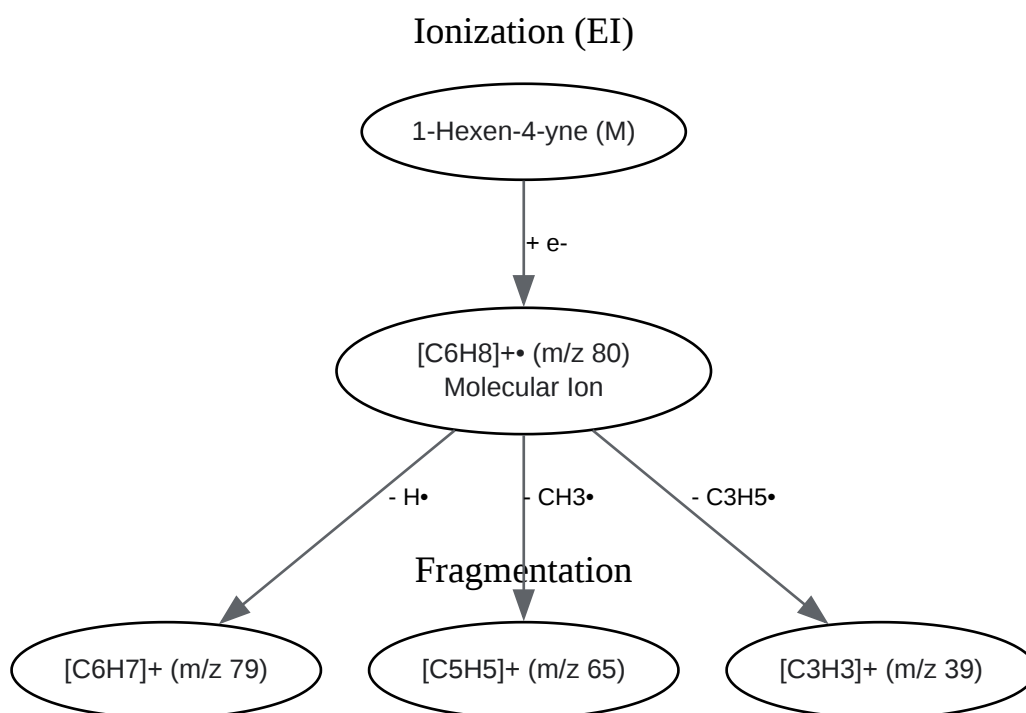 Ionization (EI)
1-Hexen-4-yne (M)
+ e-
[C6H8]+• (m/z 80)
Molecular Ion
- H•
- CH3•
- C3H5•
Fragmentation
[C6H7]+ (m/z 79)
[C5H5]+ (m/z 65)
[C3H3]+ (m/z 39)